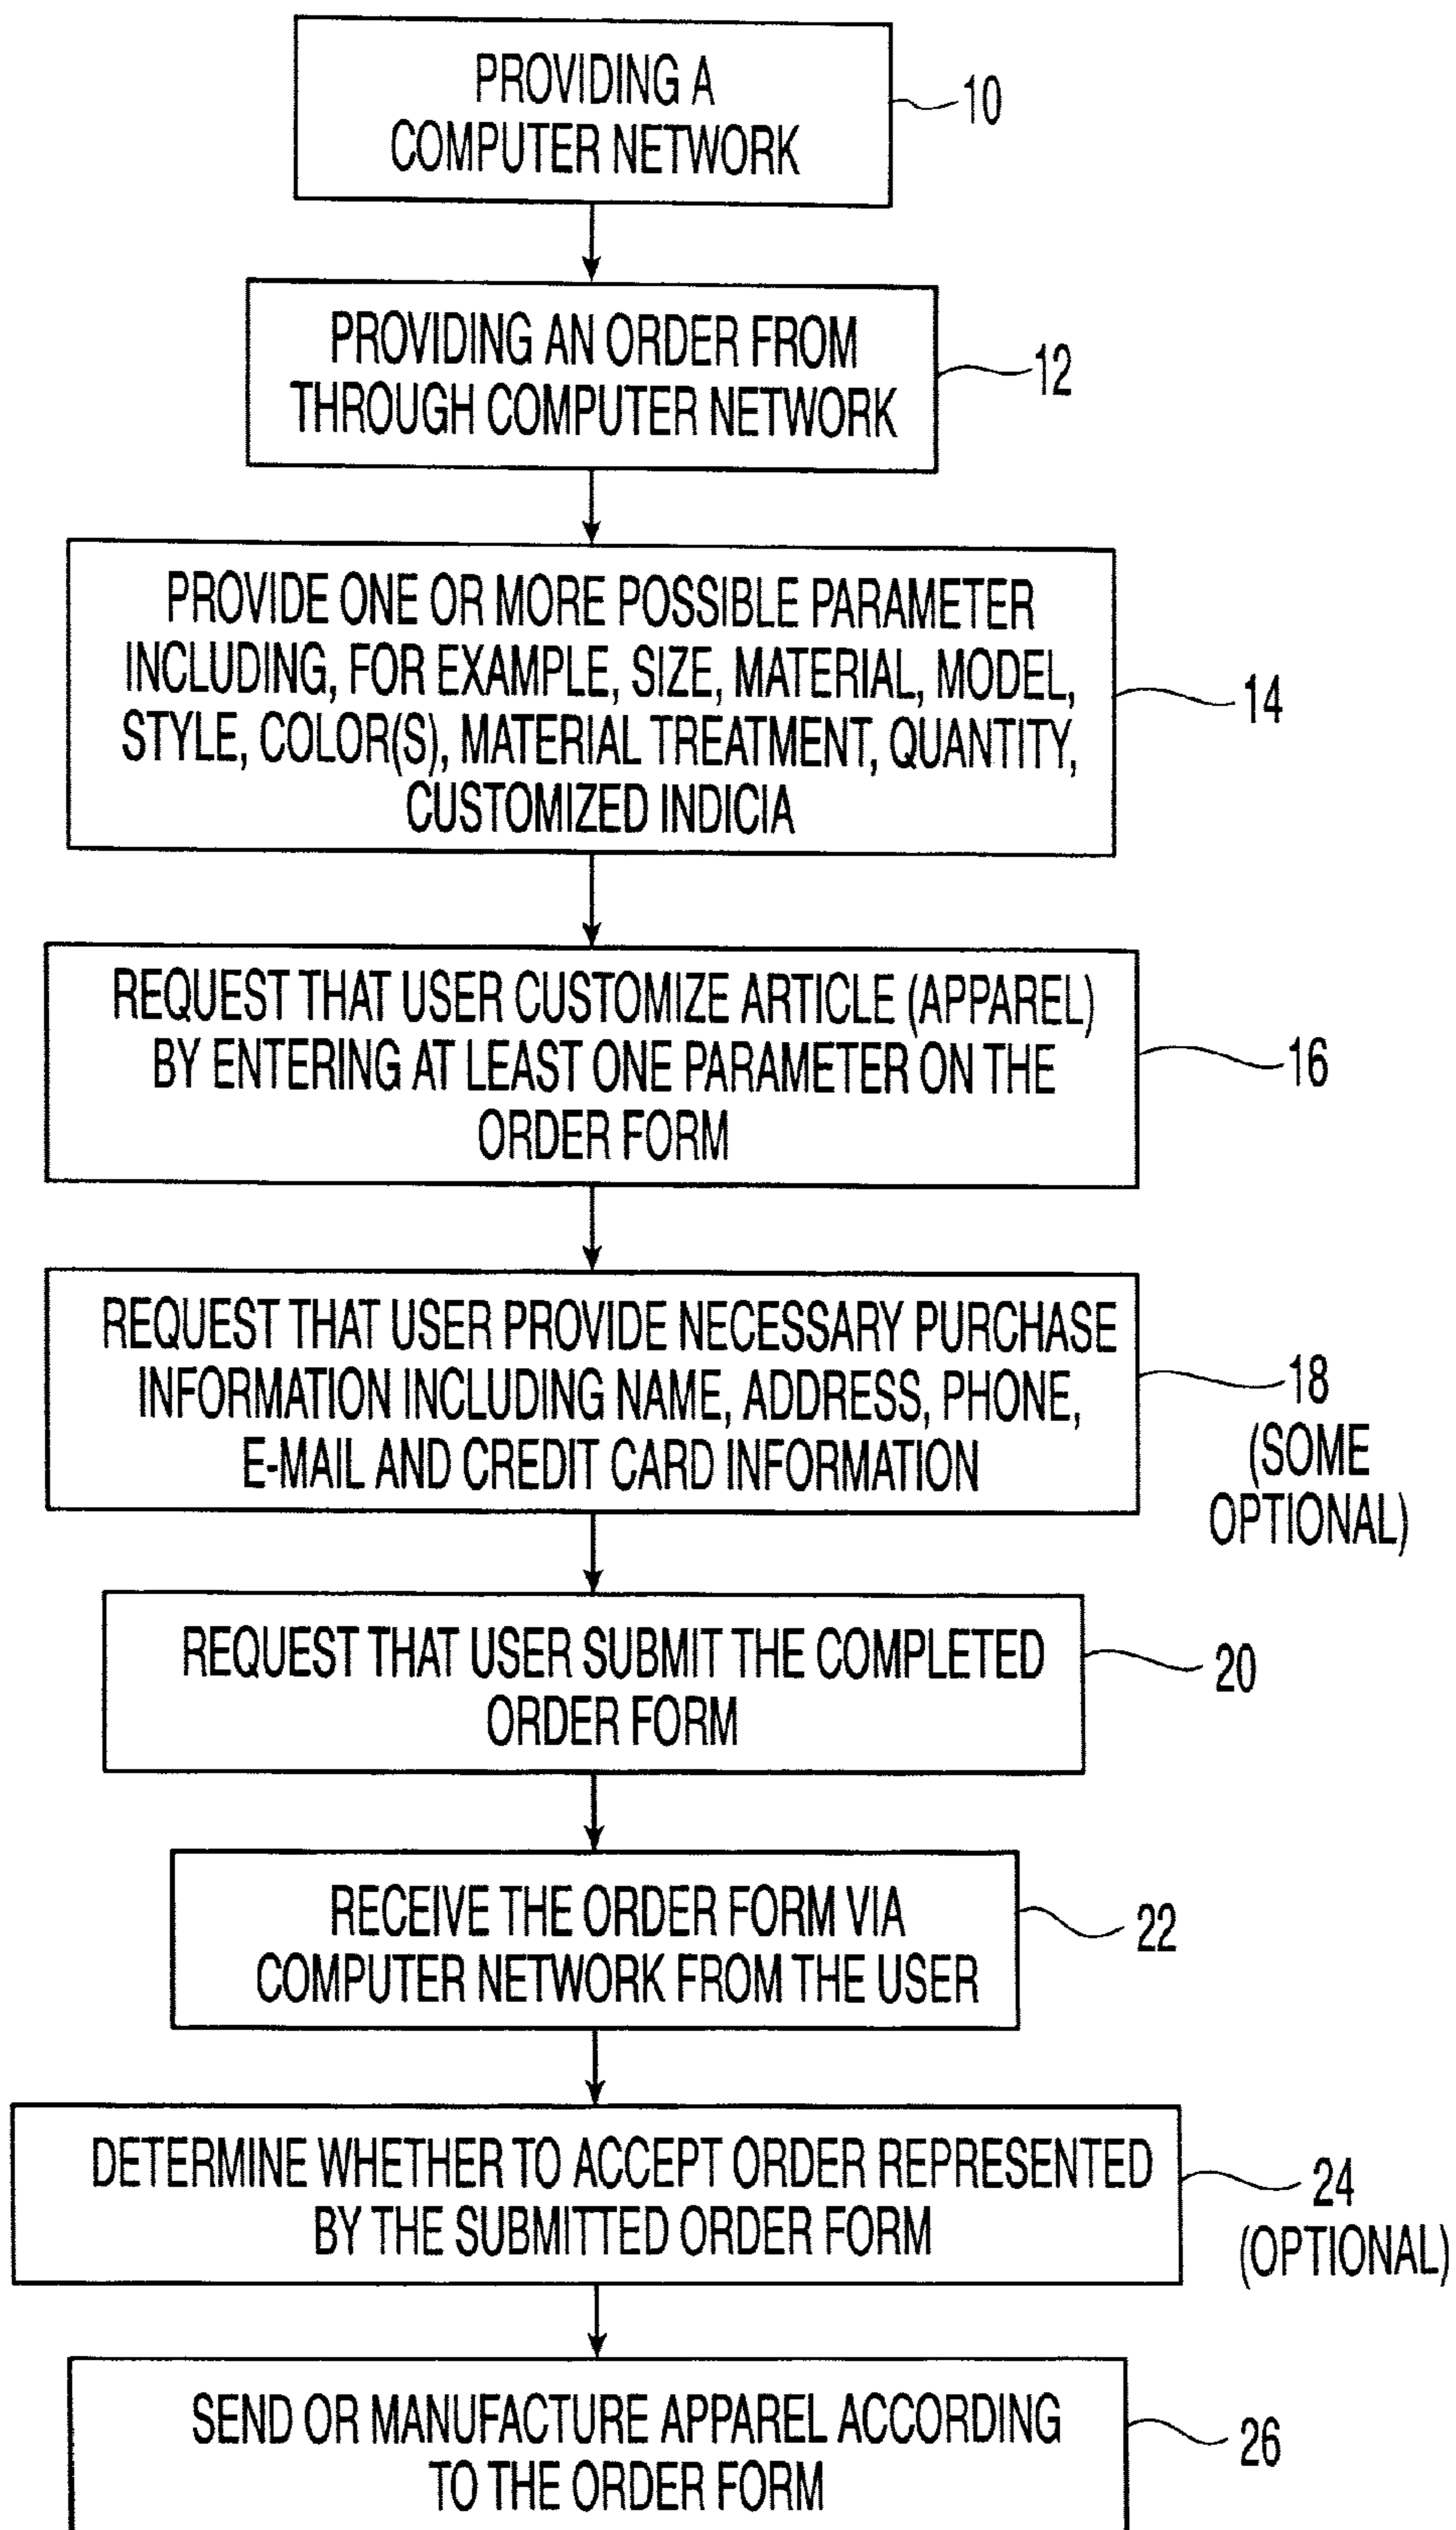 PROVIDING A
COMPUTER NETWORK
10
PROVIDING AN ORDER FROM
THROUGH COMPUTER NETWORK
12
PROVIDE ONE OR MORE POSSIBLE PARAMETER
INCLUDING, FOR EXAMPLE, SIZE, MATERIAL, MODEL,
STYLE, COLOR(S), MATERIAL TREATMENT, QUANTITY,
CUSTOMIZED INDICIA
14
REQUEST THAT USER CUSTOMIZE ARTICLE (APPAREL)
BY ENTERING AT LEAST ONE PARAMETER ON THE
ORDER FORM
16
REQUEST THAT USER PROVIDE NECESSARY PURCHASE
INFORMATION INCLUDING NAME, ADDRESS, PHONE,
E-MAIL AND CREDIT CARD INFORMATION
18
(SOME
OPTIONAL)
REQUEST THAT USER SUBMIT THE COMPLETED
ORDER FORM
20
RECEIVE THE ORDER FORM VIA
COMPUTER NETWORK FROM THE USER
22
DETERMINE WHETHER TO ACCEPT ORDER REPRESENTED
BY THE SUBMITTED ORDER FORM
24
(OPTIONAL)
SEND OR MANUFACTURE APPAREL ACCORDING
TO THE ORDER FORM
26